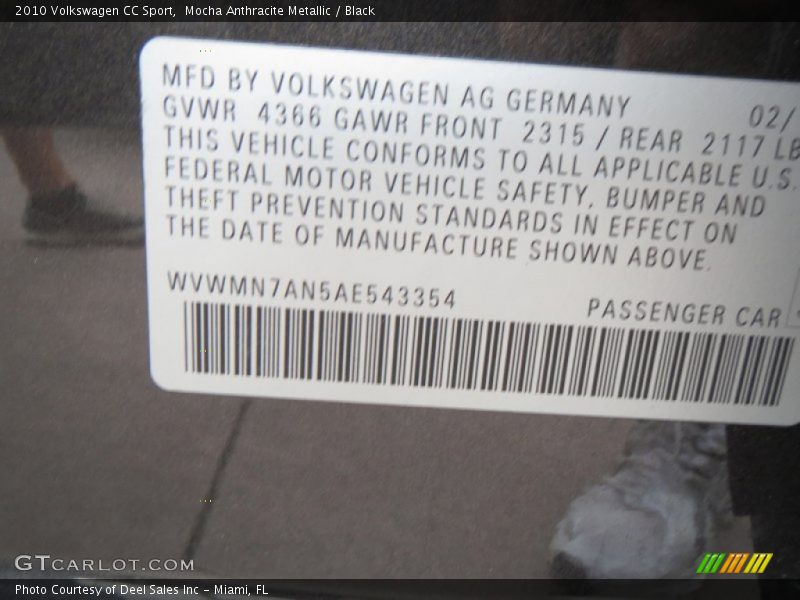 2010 Volkswagen CC Sport, Mocha Anthracite Metallic / Black
MFD BY VOLKSWAGEN AG GERMANY 02/
GVWR 4366 GAWR FRONT 2315 / REAR 2117 LB
THIS VEHICLE CONFORMS TO ALL APPLICABLE U.S.
FEDERAL MOTOR VEHICLE SAFETY, BUMPER AND
THEFT PREVENTION STANDARDS IN EFFECT ON
THE DATE OF MANUFACTURE SHOWN ABOVE.
WVWMN7AN5AE543354
PASSENGER CAR
GTCARLOT.COM
Photo Courtesy of Deel Sales Inc - Miami, FL